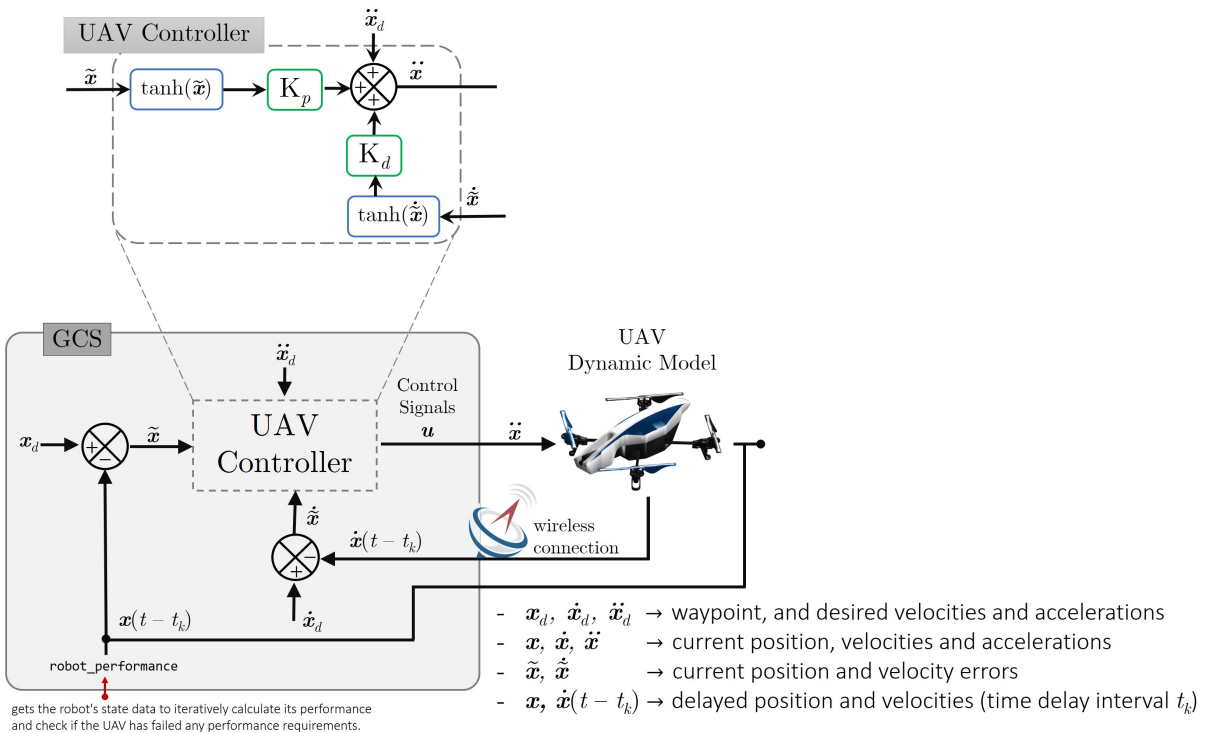 UAV Controller
ẍ_d
x̃
tanh(x̃)
K_p
+
+
+
ẍ
K_d
tanh(x̃̇)
x̃̇
GCS
ẍ_d
UAV
Dynamic Model
Control
Signals
u
x_d
+
−
x̃
UAV
Controller
ẍ
x̃̇
wireless
connection
ẋ(t − t_k)
−
+
ẋ_d
x(t − t_k)
robot_performance
gets the robot's state data to iteratively calculate its performance
and check if the UAV has failed any performance requirements.
- x_d, ẋ_d, ẍ_d → waypoint, and desired velocities and accelerations
- x, ẋ, ẍ → current position, velocities and accelerations
- x̃, x̃̇ → current position and velocity errors
- x, ẋ(t − t_k) → delayed position and velocities (time delay interval t_k)